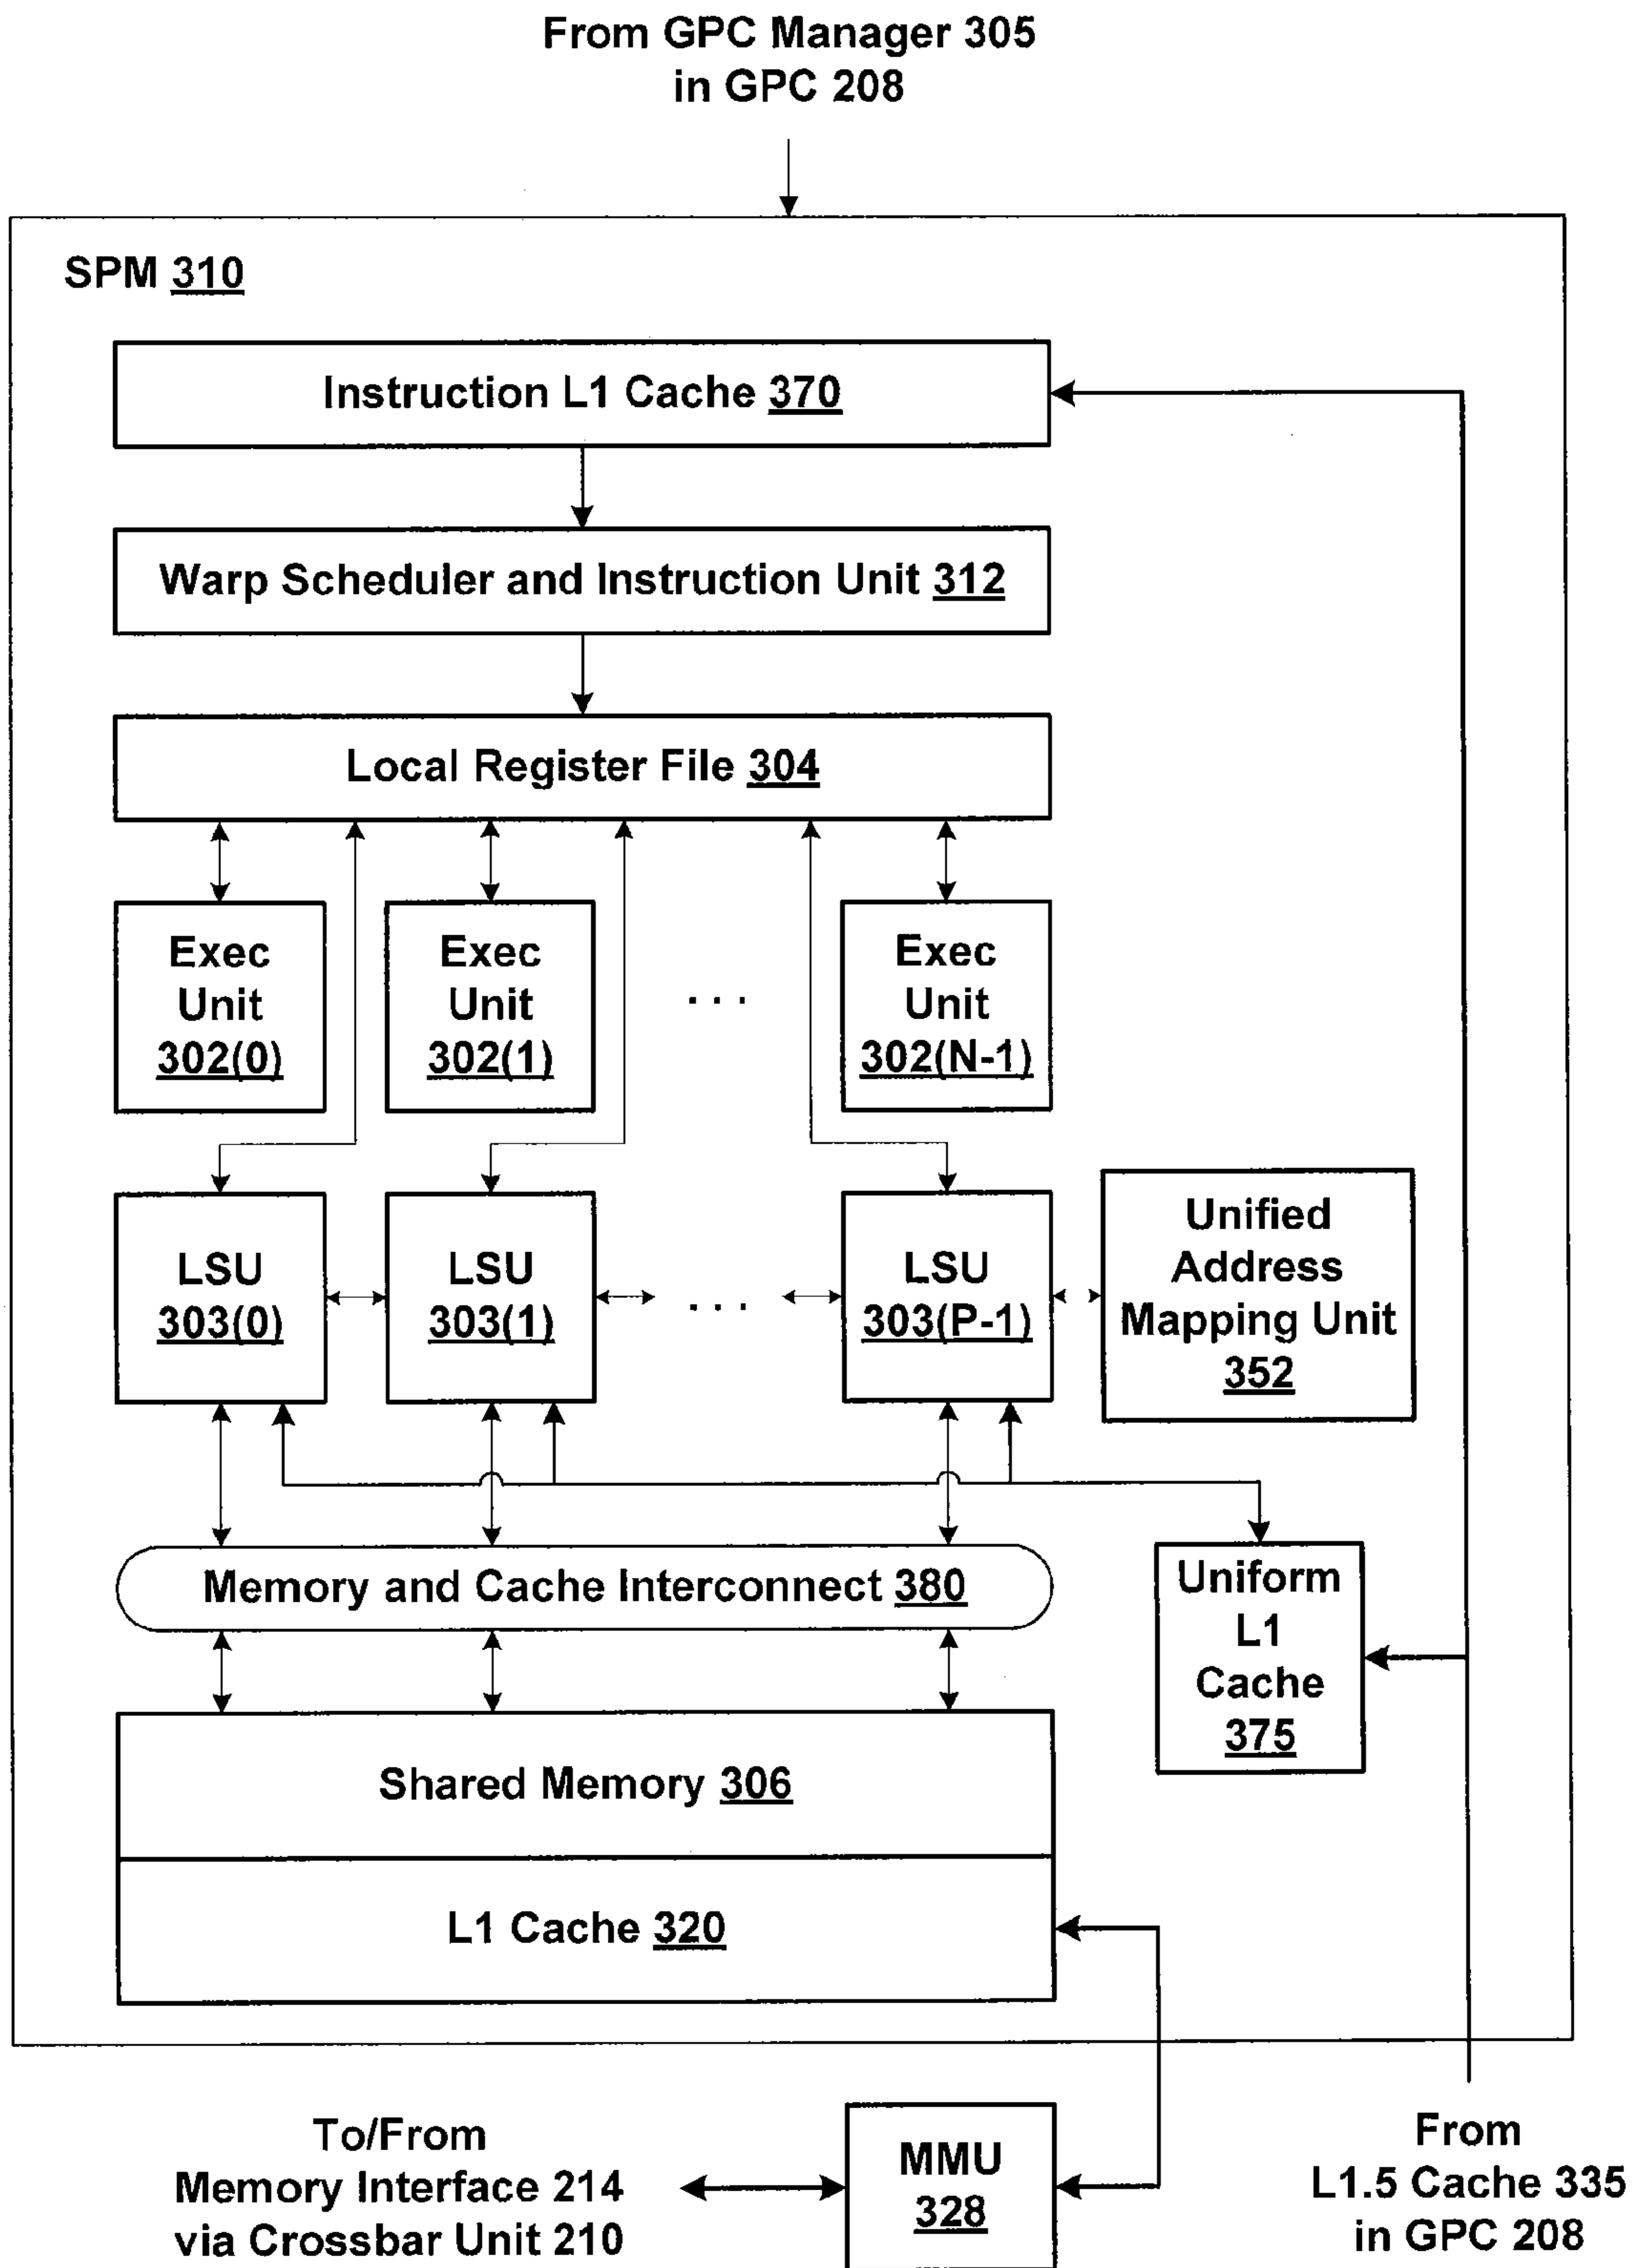 From GPC Manager 305
in GPC 208
SPM 310
Instruction L1 Cache 370
Warp Scheduler and Instruction Unit 312
Local Register File 304
Exec
Unit
302(0)
Exec
Unit
302(1)
. . .
Exec
Unit
302(N-1)
LSU
303(0)
LSU
303(1)
. . .
LSU
303(P-1)
Unified
Address
Mapping Unit
352
Memory and Cache Interconnect 380
Uniform
L1
Cache
375
Shared Memory 306
L1 Cache 320
To/From
Memory Interface 214
via Crossbar Unit 210
MMU
328
From
L1.5 Cache 335
in GPC 208